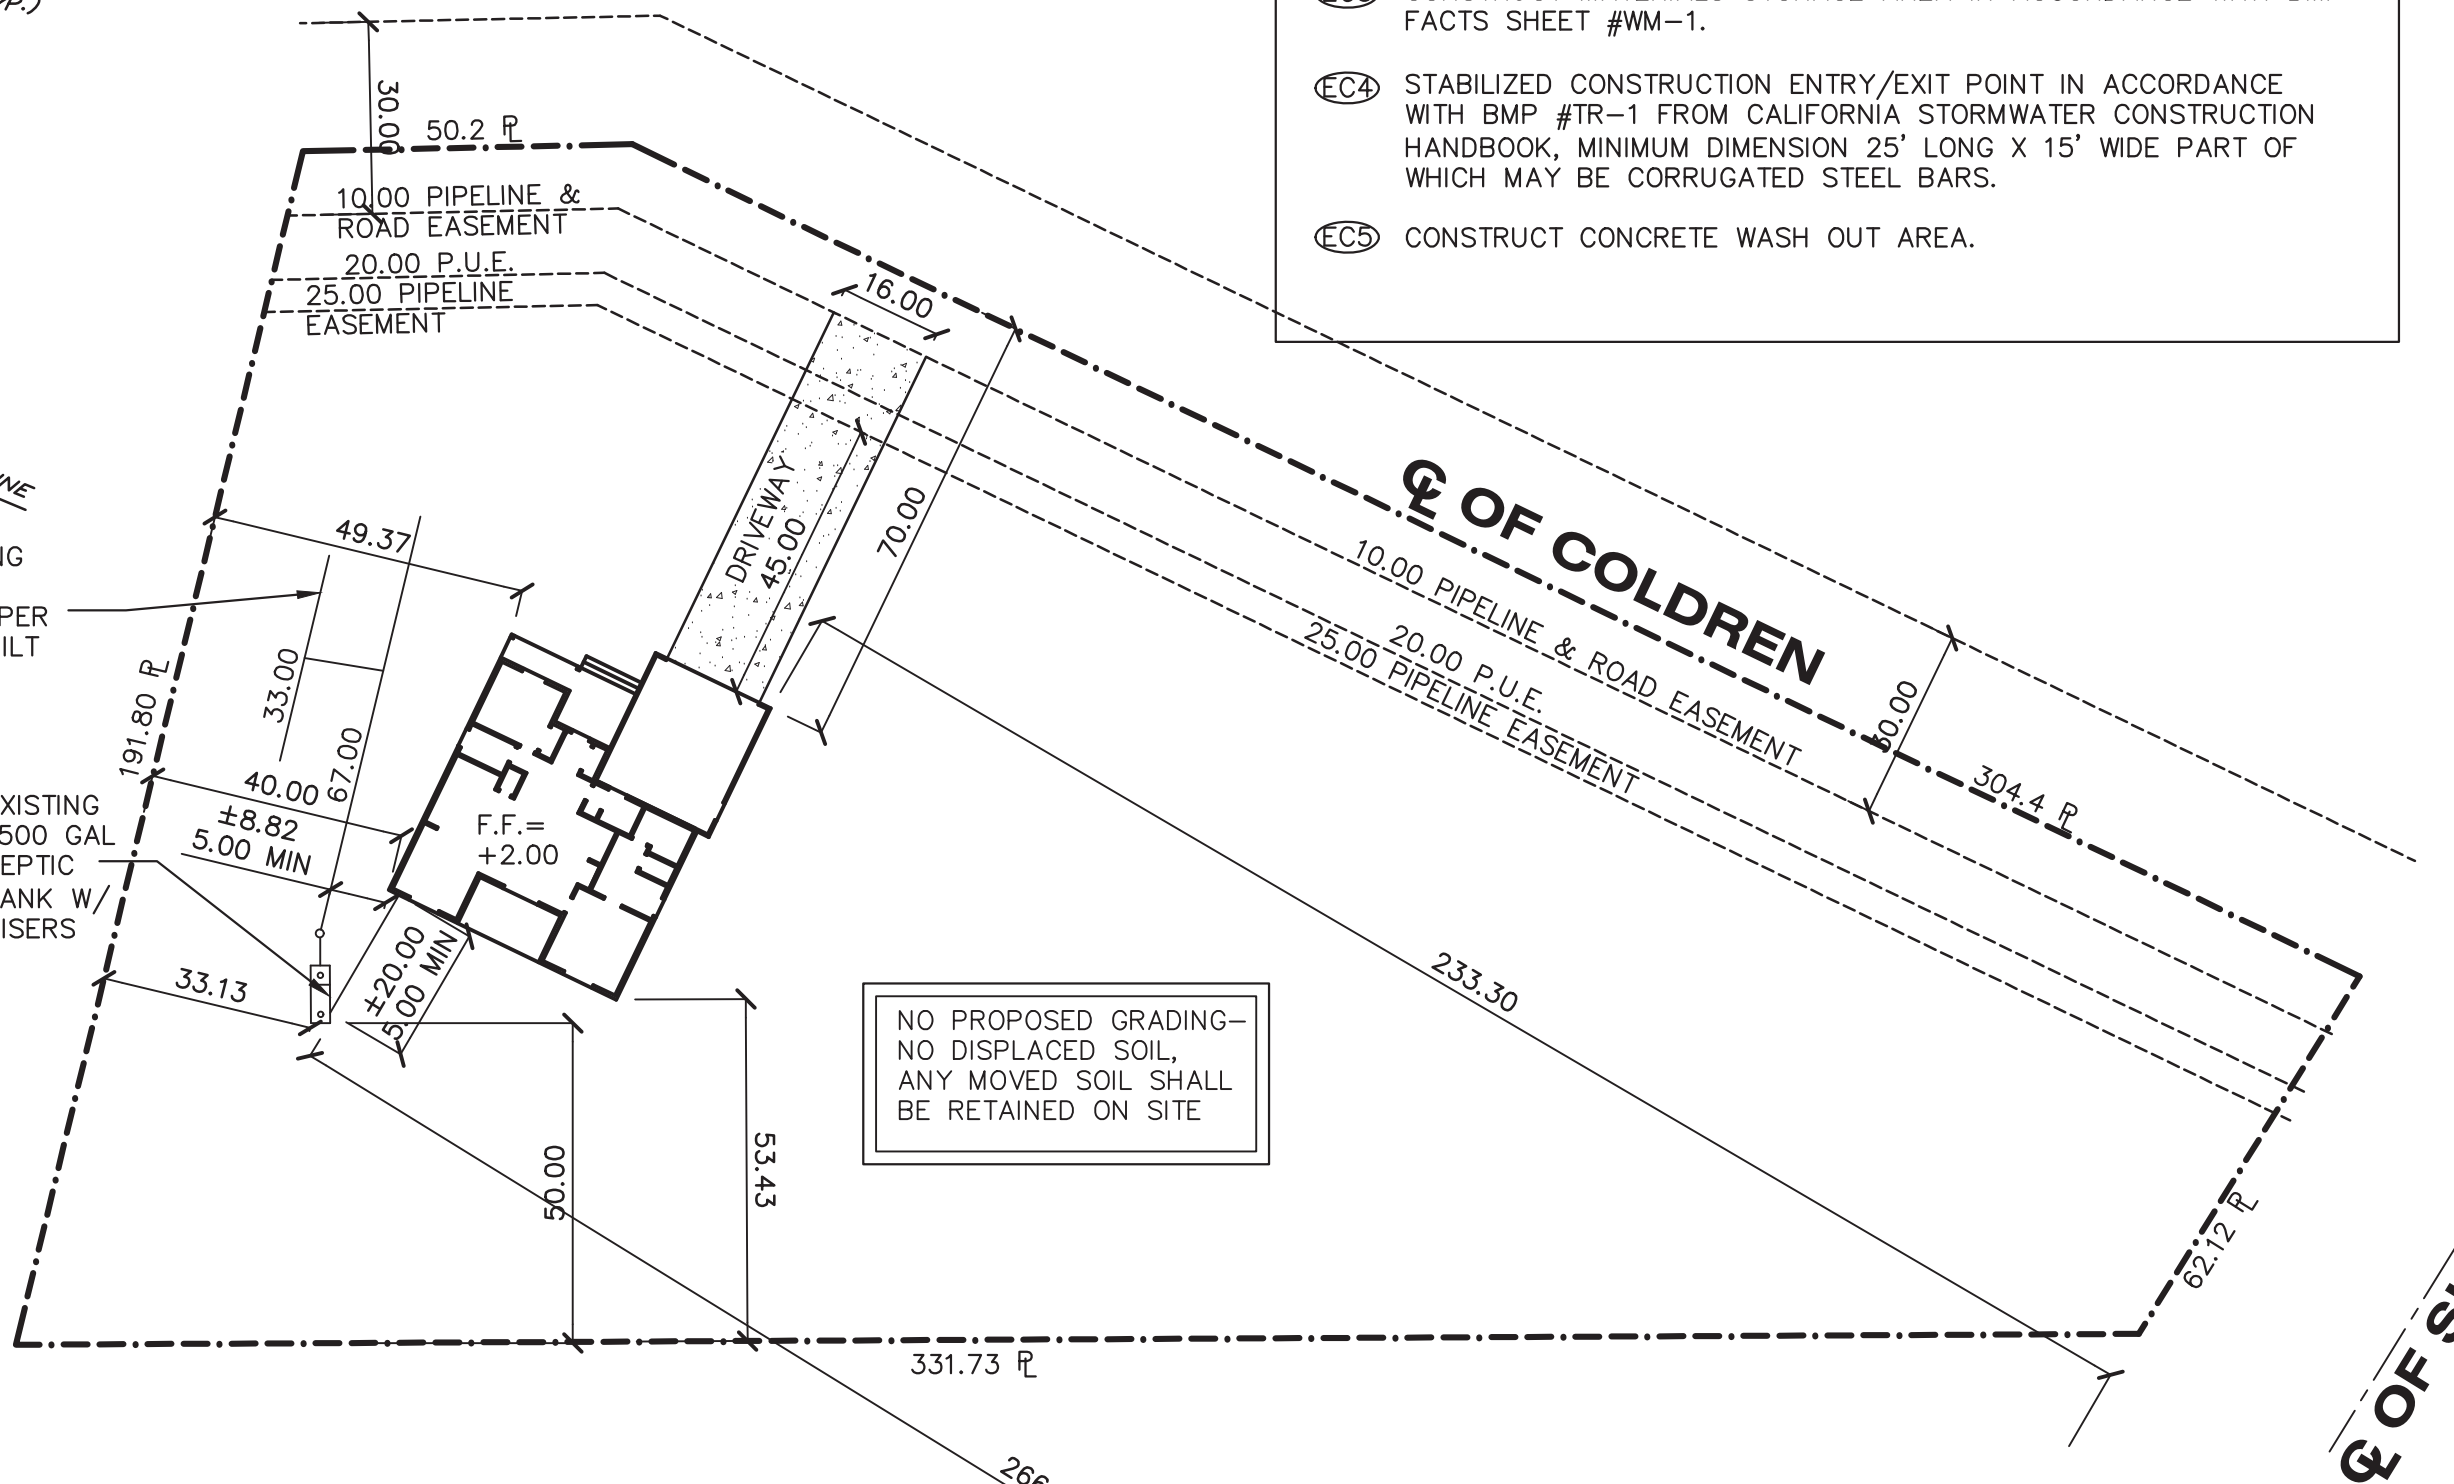 FACTS SHEET #WM-1.
EC4 STABILIZED CONSTRUCTION ENTRY/EXIT POINT IN ACCORDANCE
WITH BMP #TR-1 FROM CALIFORNIA STORMWATER CONSTRUCTION
HANDBOOK, MINIMUM DIMENSION 25' LONG X 15' WIDE PART OF
WHICH MAY BE CORRUGATED STEEL BARS.
EC5 CONSTRUCT CONCRETE WASH OUT AREA.
30.00
50.2 ⅊
10.00 PIPELINE &
ROAD EASEMENT
20.00 P.U.E.
25.00 PIPELINE
EASEMENT
16.00
DRIVEWAY
45.00
70.00
℄ OF COLDREN
10.00 PIPELINE & ROAD EASEMENT
20.00 P.U.E.
25.00 PIPELINE EASEMENT
30.00
304.4 ⅊
49.37
33.00
67.00
191.80 ⅊
40.00
±8.82
5.00 MIN
F.F.=
+2.00
XISTING
500 GAL
EPTIC
ANK W/
ISERS
PER
ILT
33.13
±20.00
5.00 MIN
50.00
53.43
NO PROPOSED GRADING-
NO DISPLACED SOIL,
ANY MOVED SOIL SHALL
BE RETAINED ON SITE
233.30
62.12 ⅊
331.73 ⅊
266
℄ OF